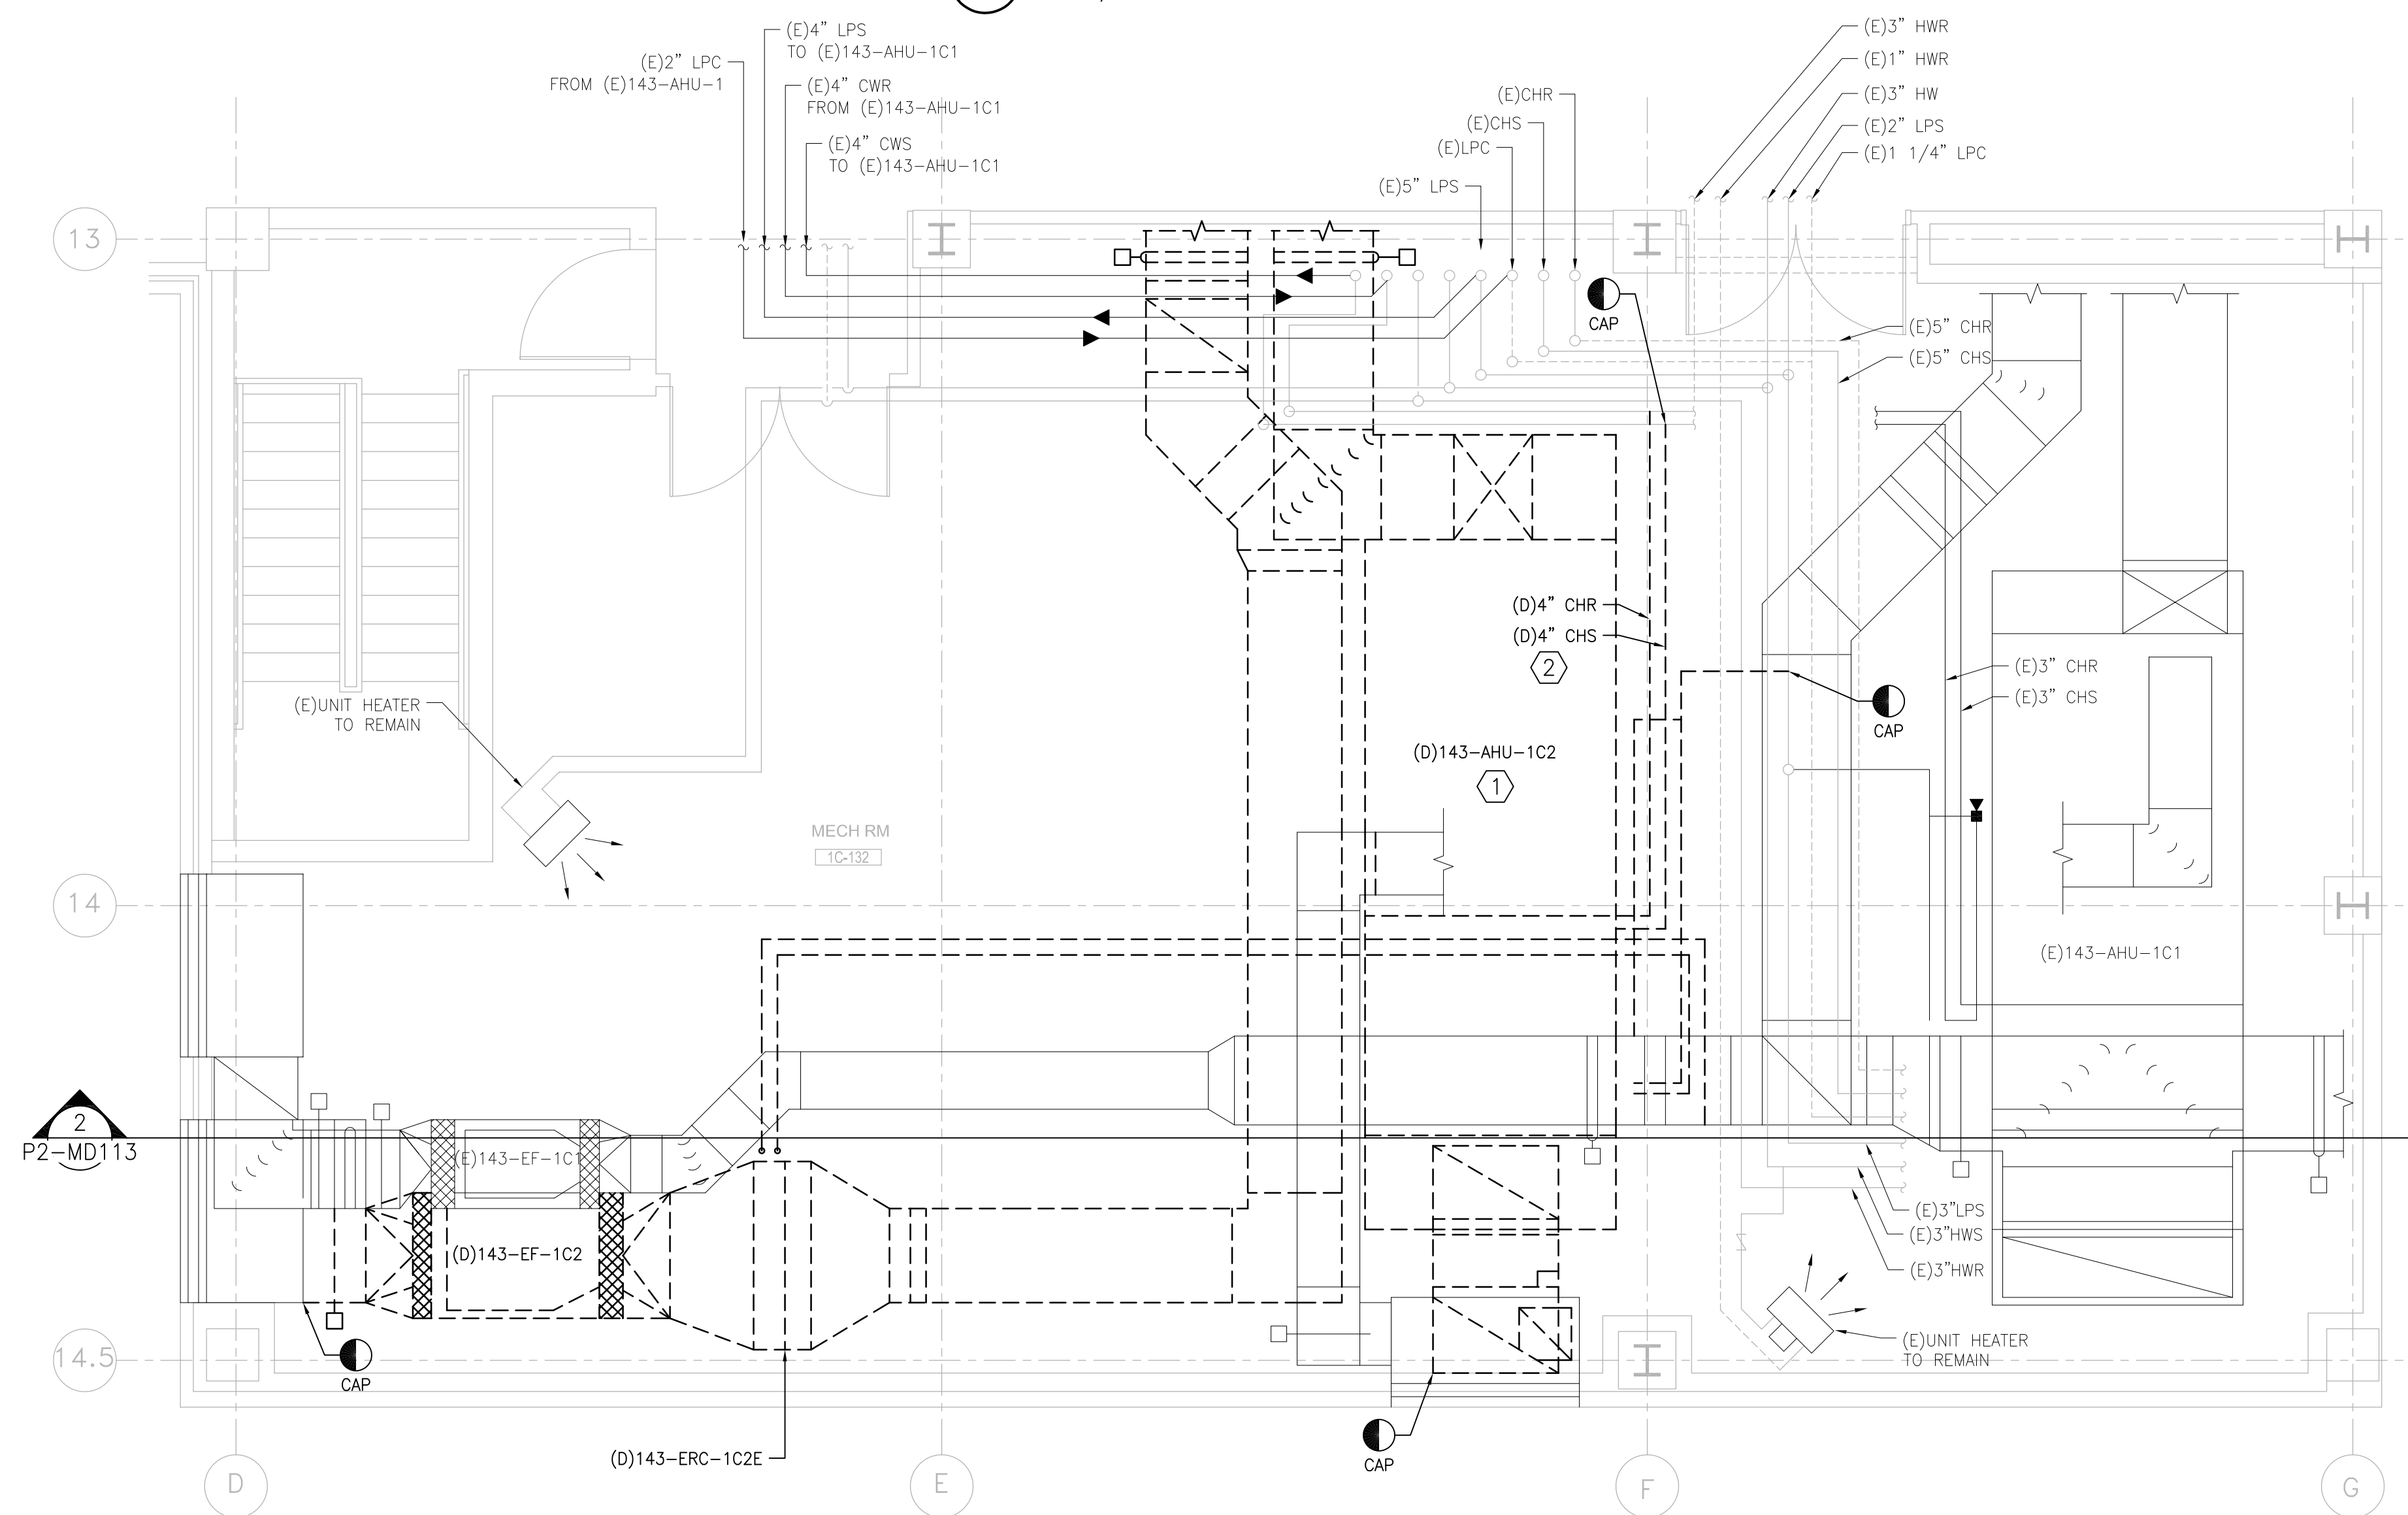 (E)4" LPS
TO (E)143-AHU-1C1
(E)2" LPC
FROM (E)143-AHU-1
(E)4" CWR
FROM (E)143-AHU-1C1
(E)4" CWS
TO (E)143-AHU-1C1
(E)CHR
(E)CHS
(E)LPC
(E)5" LPS
(E)3" HWR
(E)1" HWR
(E)3" HW
(E)2" LPS
(E)1 1/4" LPC
13
CAP
(E)5" CHR
(E)5" CHS
(D)4" CHR
(D)4" CHS
2
(E)3" CHR
(E)3" CHS
CAP
(E)UNIT HEATER
TO REMAIN
(D)143-AHU-1C2
1
MECH RM
1C-132
14
(E)143-AHU-1C1
2
P2-MD113
(E)143-EF-1C1
(D)143-EF-1C2
(E)3"LPS
(E)3"HWS
(E)3"HWR
(E)UNIT HEATER
TO REMAIN
14.5
CAP
CAP
(D)143-ERC-1C2E
D
E
F
G